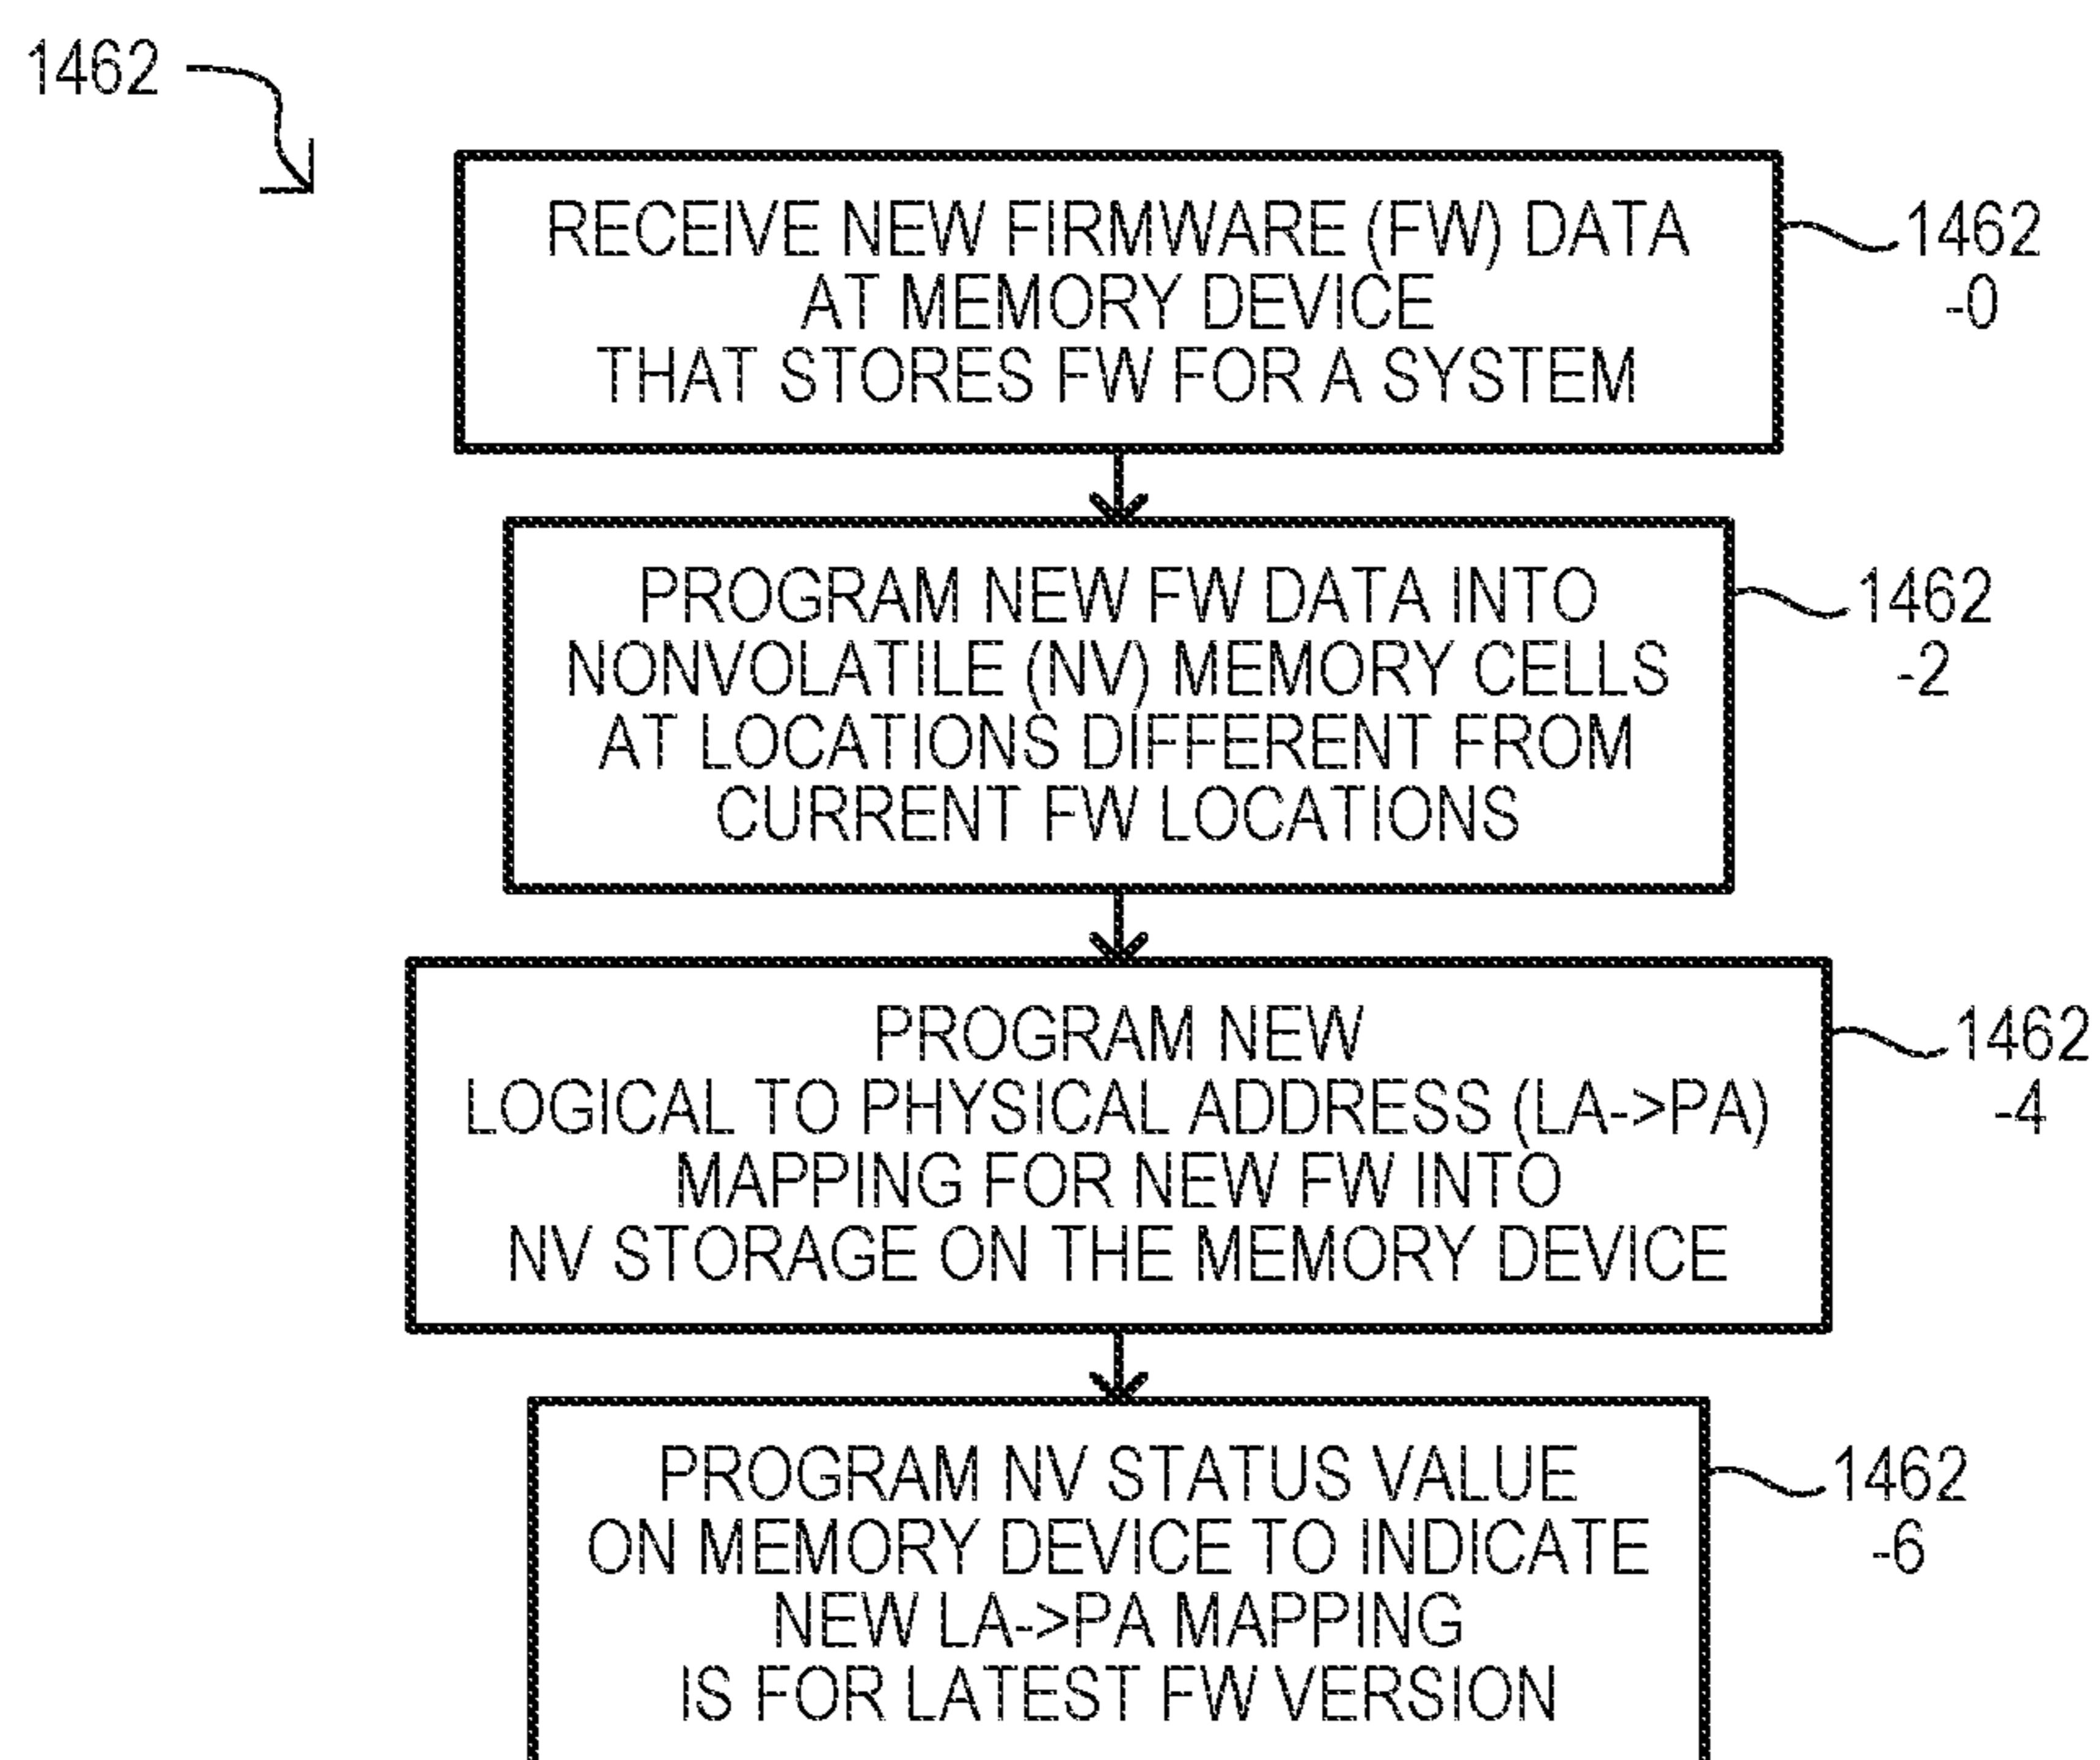 1462
RECEIVE NEW FIRMWARE (FW) DATA
AT MEMORY DEVICE
THAT STORES FW FOR A SYSTEM
1462
-0
PROGRAM NEW FW DATA INTO
NONVOLATILE (NV) MEMORY CELLS
AT LOCATIONS DIFFERENT FROM
CURRENT FW LOCATIONS
1462
-2
PROGRAM NEW
LOGICAL TO PHYSICAL ADDRESS (LA->PA)
MAPPING FOR NEW FW INTO
NV STORAGE ON THE MEMORY DEVICE
1462
-4
PROGRAM NV STATUS VALUE
ON MEMORY DEVICE TO INDICATE
NEW LA->PA MAPPING
IS FOR LATEST FW VERSION
1462
-6